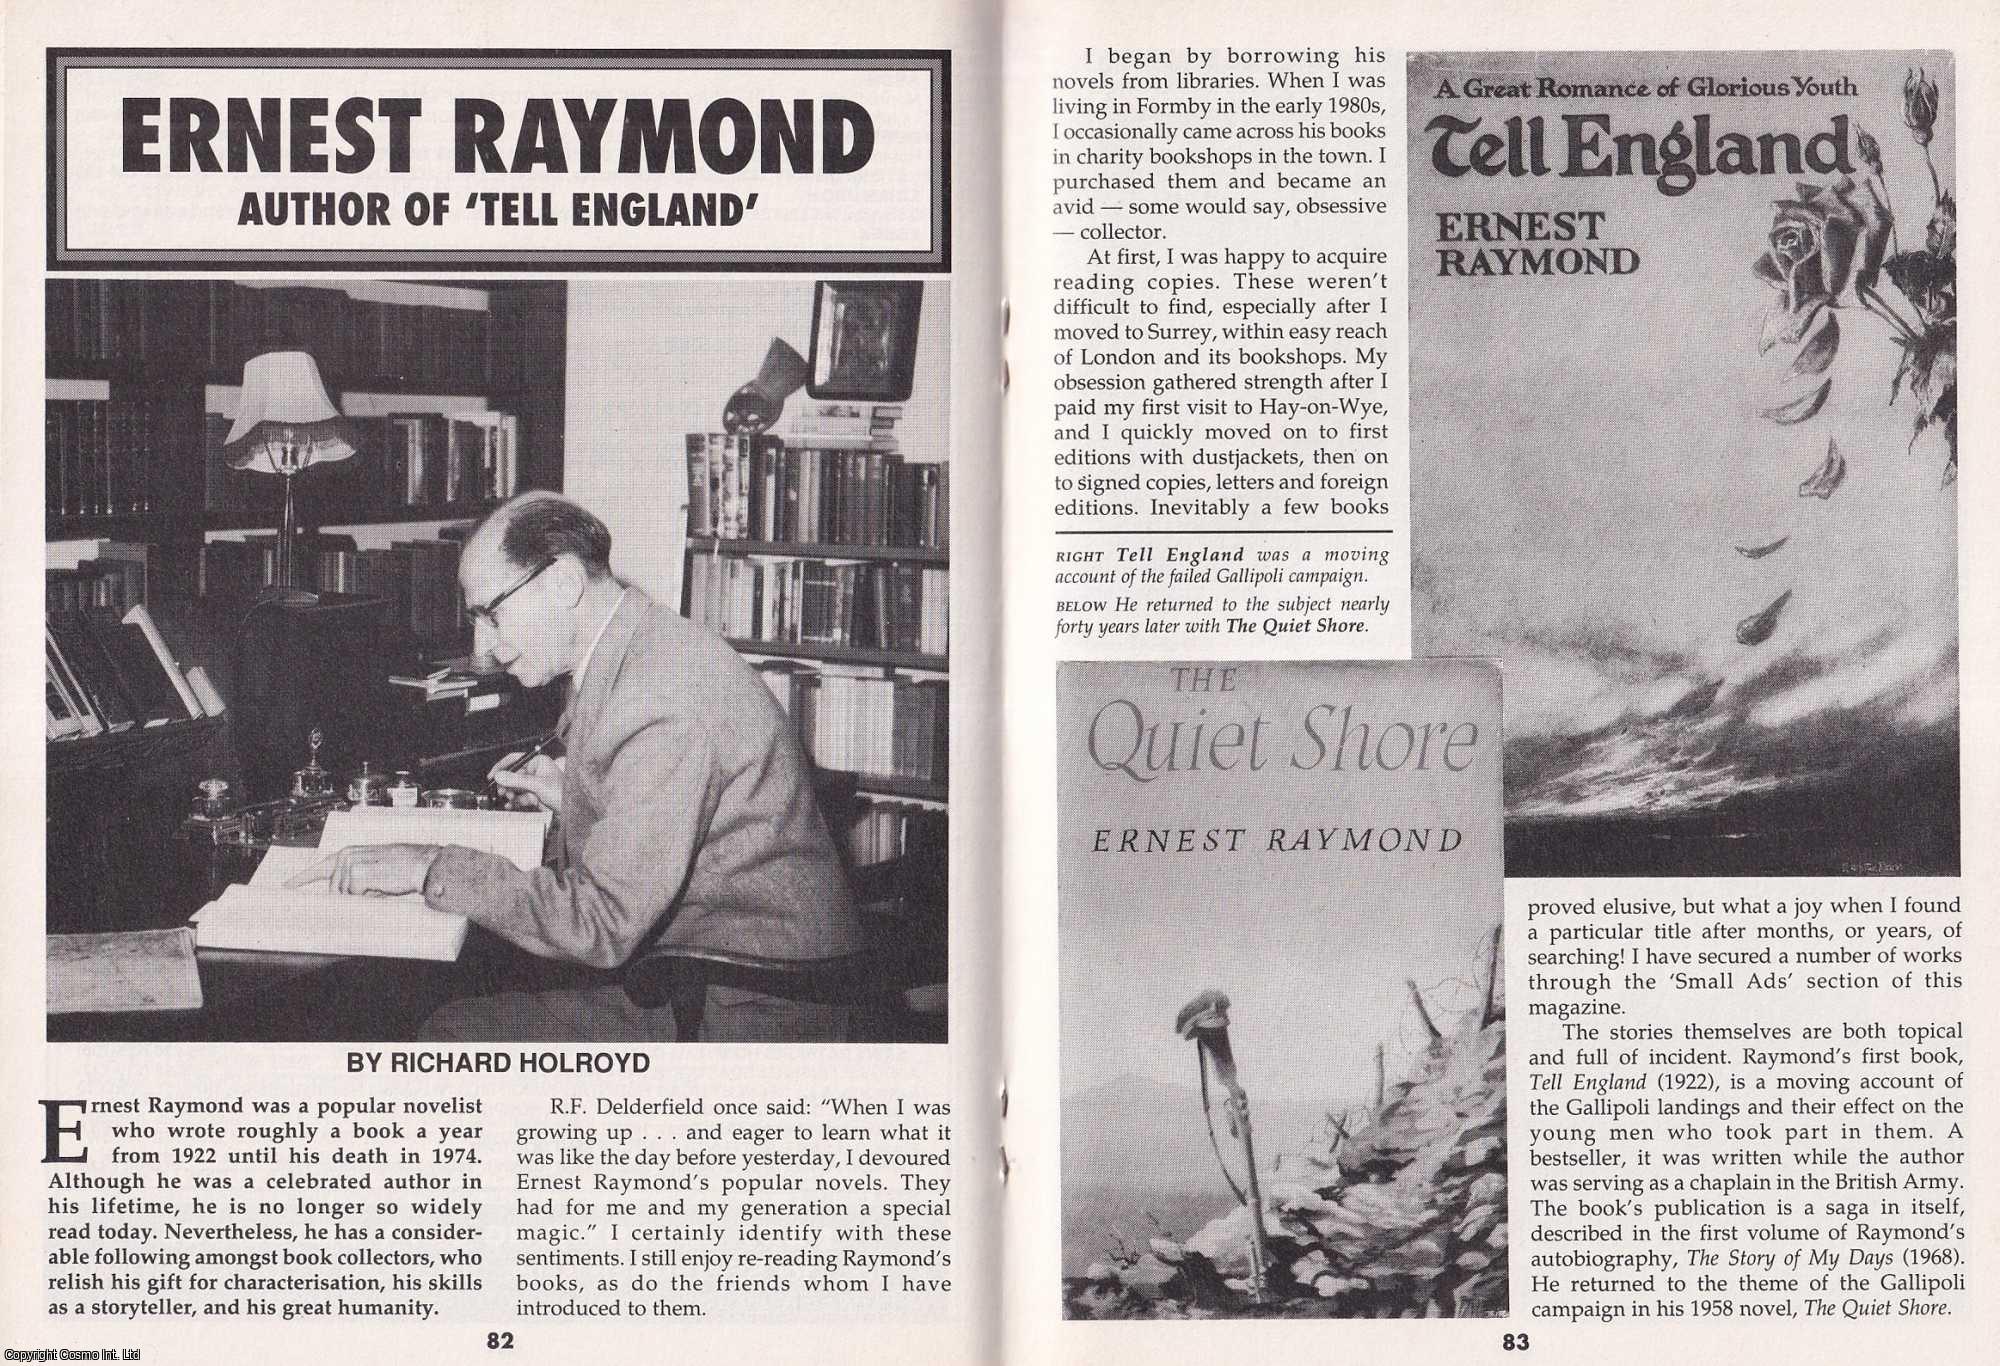 ERNEST RAYMOND
AUTHOR OF 'TELL ENGLAND'
BY RICHARD HOLROYD
Ernest Raymond was a popular novelist
who wrote roughly a book a year
from 1922 until his death in 1974.
Although he was a celebrated author in
his lifetime, he is no longer so widely
read today. Nevertheless, he has a consider-
able following amongst book collectors, who
relish his gift for characterisation, his skills
as a storyteller, and his great humanity.
R.F. Delderfield once said: "When I was
growing up . . . and eager to learn what it
was like the day before yesterday, I devoured
Ernest Raymond's popular novels. They
had for me and my generation a special
magic." I certainly identify with these
sentiments. I still enjoy re-reading Raymond's
books, as do the friends whom I have
introduced to them.
82
I began by borrowing his
novels from libraries. When I was
living in Formby in the early 1980s,
I occasionally came across his books
in charity bookshops in the town. I
purchased them and became an
avid — some would say, obsessive
— collector.
At first, I was happy to acquire
reading copies. These weren't
difficult to find, especially after I
moved to Surrey, within easy reach
of London and its bookshops. My
obsession gathered strength after I
paid my first visit to Hay-on-Wye,
and I quickly moved on to first
editions with dustjackets, then on
to signed copies, letters and foreign
editions. Inevitably a few books
RIGHT Tell England was a moving
account of the failed Gallipoli campaign.
BELOW He returned to the subject nearly
forty years later with The Quiet Shore.
A Great Romance of Glorious Youth
Tell England
ERNEST
RAYMOND
THE
Quiet Shore
ERNEST RAYMOND
proved elusive, but what a joy when I found
a particular title after months, or years, of
searching! I have secured a number of works
through the 'Small Ads' section of this
magazine.
The stories themselves are both topical
and full of incident. Raymond's first book,
Tell England (1922), is a moving account of
the Gallipoli landings and their effect on the
young men who took part in them. A
bestseller, it was written while the author
was serving as a chaplain in the British Army.
The book's publication is a saga in itself,
described in the first volume of Raymond's
autobiography, The Story of My Days (1968).
He returned to the theme of the Gallipoli
campaign in his 1958 novel, The Quiet Shore.
83
Copyright Cosmo Int. Ltd